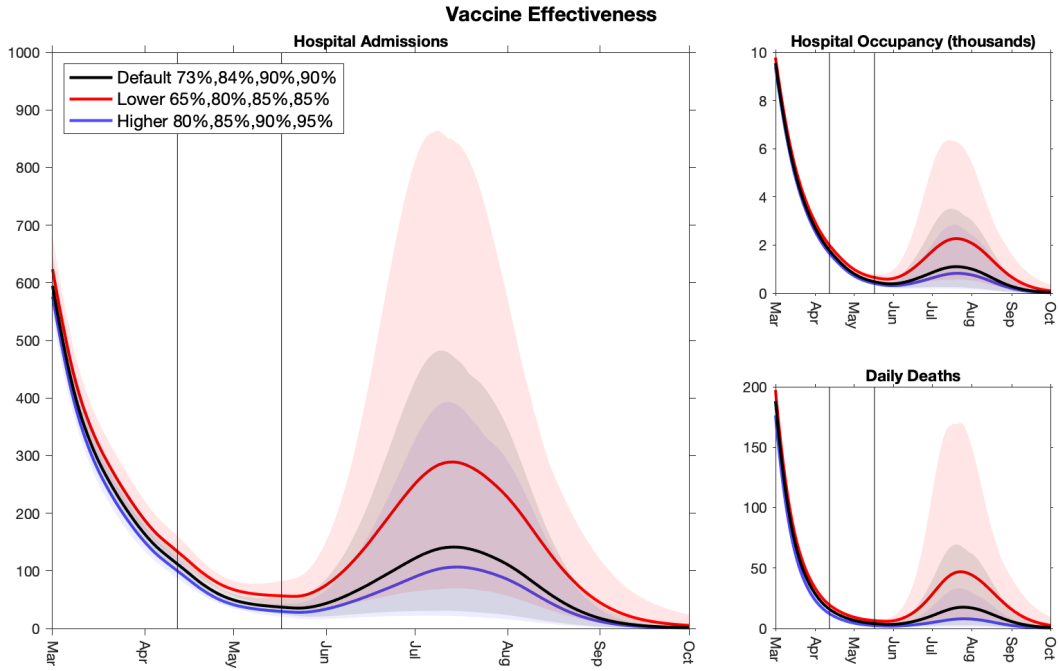 Vaccine Effectiveness
Hospital Admissions
1000
900
800
700
600
500
400
300
200
100
0
Default 73%,84%,90%,90%
Lower 65%,80%,85%,85%
Higher 80%,85%,90%,95%
Mar
Apr
May
Jun
Jul
Aug
Sep
Oct
Hospital Occupancy (thousands)
10
8
6
4
2
0
Mar
Apr
May
Jun
Jul
Aug
Sep
Oct
Daily Deaths
200
150
100
50
0
Mar
Apr
May
Jun
Jul
Aug
Sep
Oct